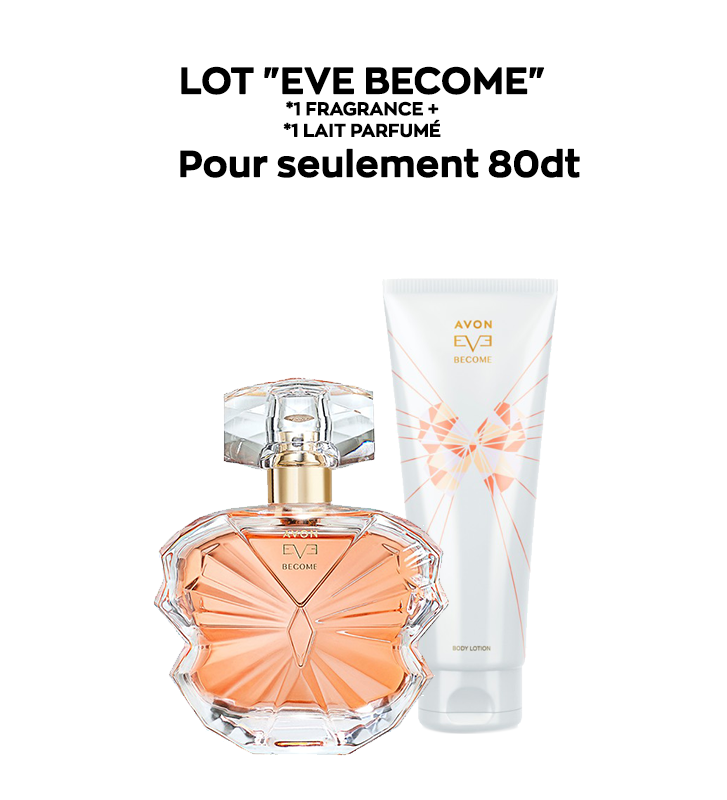 LOT "EVE BECOME"
*1 FRAGRANCE +
*1 LAIT PARFUMÉ
Pour seulement 80dt
AVON
EVE
BECOME
BODY LOTION
AVON
EVE
BECOME